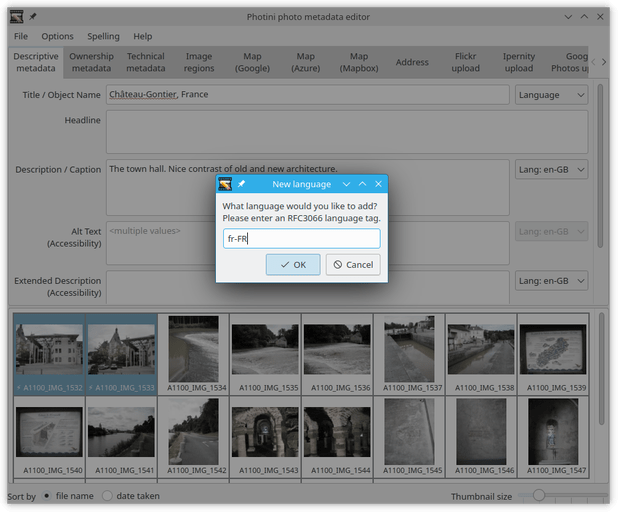 Photini photo metadata editor
File Options Spelling Help
Descriptive metadata
Ownership metadata
Technical metadata
Image regions
Map (Google)
Map (Azure)
Map (Mapbox)
Address
Flickr upload
Ipernity upload
Goog
Photos u
Title / Object Name
Château-Gontier, France
Language
Headline
Description / Caption
The town hall. Nice contrast of old and new architecture.
Lang: en-GB
New language
What language would you like to add?
Please enter an RFC3066 language tag.
fr-FR
OK
Cancel
Alt Text (Accessibility)
<multiple values>
Lang: en-GB
Extended Description (Accessibility)
Lang: en-GB
A1100_IMG_1532 A1100_IMG_1533 A1100_IMG_1534 A1100_IMG_1535 A1100_IMG_1536 A1100_IMG_1537 A1100_IMG_1538 A1100_IMG_1539
A1100_IMG_1540 A1100_IMG_1541 A1100_IMG_1542 A1100_IMG_1543 A1100_IMG_1544 A1100_IMG_1545 A1100_IMG_1546 A1100_IMG_1547
Sort by file name date taken Thumbnail size